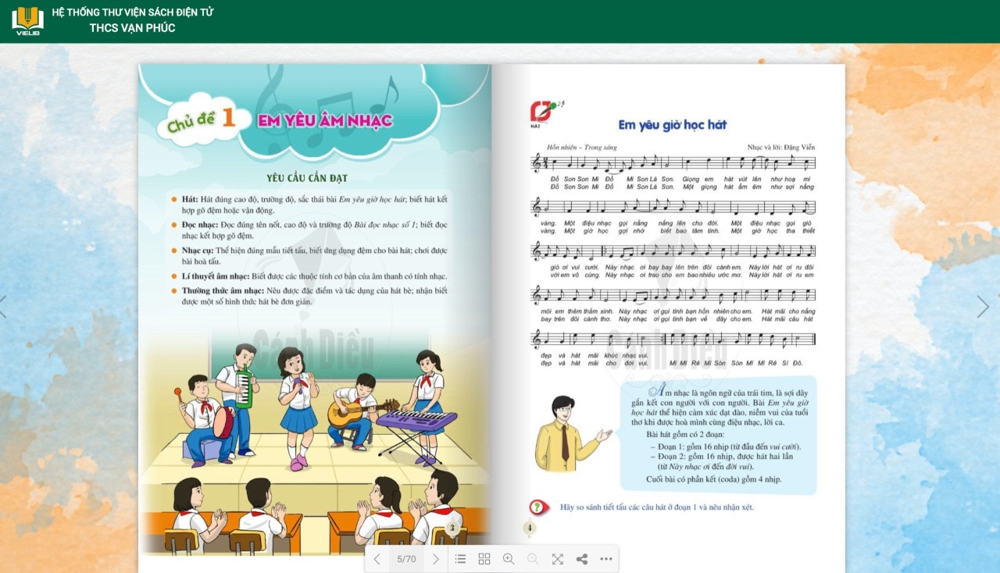 HỆ THỐNG THƯ VIỆN SÁCH ĐIỆN TỬ
THCS VẠN PHÚC
VIELIB
Chủ đề 1
EM YÊU ÂM NHẠC
YÊU CẦU CẦN ĐẠT
Hát: Hát đúng cao độ, trường độ, sắc thái bài Em yêu giờ học hát; biết hát kết
hợp gõ đệm hoặc vận động.
Đọc nhạc: Đọc đúng tên nốt, cao độ và trường độ Bài đọc nhạc số 1; biết đọc
nhạc kết hợp gõ đệm.
Nhạc cụ: Thể hiện đúng mẫu tiết tấu, biết ứng dụng đệm cho bài hát; chơi được
bài hoà tấu.
Lí thuyết âm nhạc: Biết được các thuộc tính cơ bản của âm thanh có tính nhạc.
Thường thức âm nhạc: Nêu được đặc điểm và tác dụng của hát bè; nhận biết
được một số hình thức hát bè đơn giản.
Cánh Diều
3
HÁT
Em yêu giờ học hát
Hồn nhiên – Trong sáng
Nhạc và lời: Đặng Viễn
Đồ Son Son Mi Đồ Mi Son Lá Son. Giọng em hát vút lên như hoạ mi
Đồ Son Son Mi Đồ Mi Son Lá Son. Một giọng hát ấm êm như sợi nắng
vàng. Một điệu nhạc gọi nắng nắng lên cho đời. Một điệu nhạc gọi gió
vàng. Một giờ học gợi nhớ biết bao tâm tình. Một giờ học tha thiết
gió ơi vui cười. Này nhạc ơi bay bay lên trên đôi cánh em. Này lời hát ơi ru đôi
với em vô cùng. Này nhạc ơi trao cho em bao nhiêu ước mơ. Này lời hát ơi ru em
môi em thêm thắm xinh. Này nhạc ơi gọi tình bạn hồn nhiên cho em. Hát mãi cho nắng
bay trên đôi cánh thơ. Này nhạc ơi gọi tình bạn về đây cho em. Hát mãi câu hát
đẹp và hát mãi khúc nhạc vui.
đẹp và hát mãi cho đời vui. Mi Mi Rê Mi Són Són Mi Mi Rê Si Đô.
Cánh Diều
Âm nhạc là ngôn ngữ của trái tim, là sợi dây
gắn kết con người với con người. Bài Em yêu giờ
học hát thể hiện cảm xúc dạt dào, niềm vui của tuổi
thơ khi được hoà mình cùng điệu nhạc, lời ca.
Bài hát gồm có 2 đoạn:
– Đoạn 1: gồm 16 nhịp (từ đầu đến vui cười).
– Đoạn 2: gồm 16 nhịp, được hát hai lần
(từ Này nhạc ơi đến đời vui).
Cuối bài có phần kết (coda) gồm 4 nhịp.
? Hãy so sánh tiết tấu các câu hát ở đoạn 1 và nêu nhận xét.
4
5/70